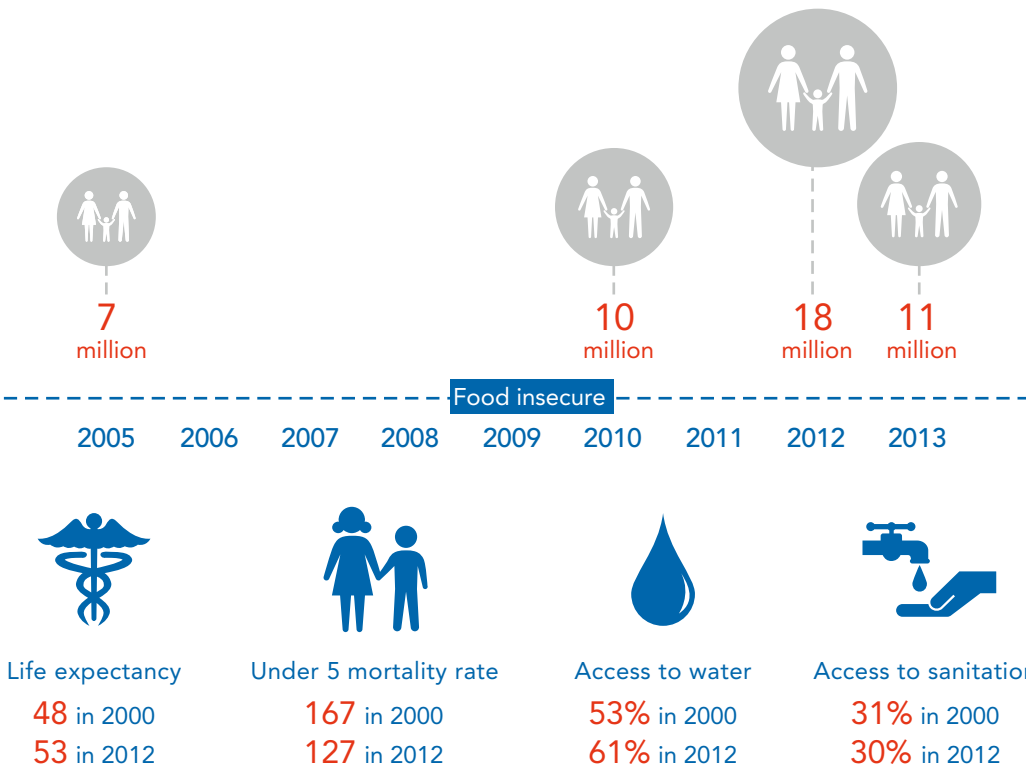 7
million
10
million
18
million
11
million
Food insecure
2005 2006 2007 2008 2009 2010 2011 2012 2013
Life expectancy
48 in 2000
53 in 2012
Under 5 mortality rate
167 in 2000
127 in 2012
Access to water
53% in 2000
61% in 2012
Access to sanitation
31% in 2000
30% in 2012